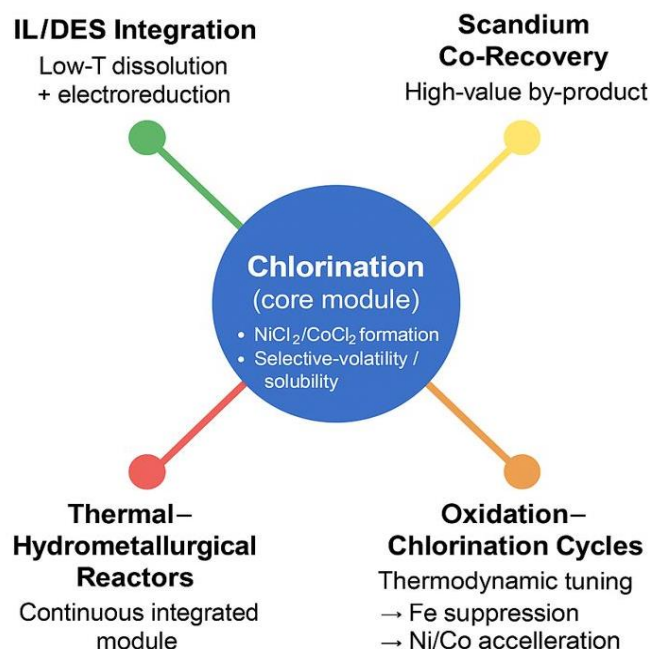 IL/DES Integration
Low-T dissolution
+ electroreduction
Scandium
Co-Recovery
High-value by-product
Chlorination
(core module)
• NiCl₂/CoCl₂ formation
• Selective-volatility /
solubility
Thermal–
Hydrometallurgical
Reactors
Continuous integrated
module
Oxidation–
Chlorination Cycles
Thermodynamic tuning
→ Fe suppression
→ Ni/Co accelleration